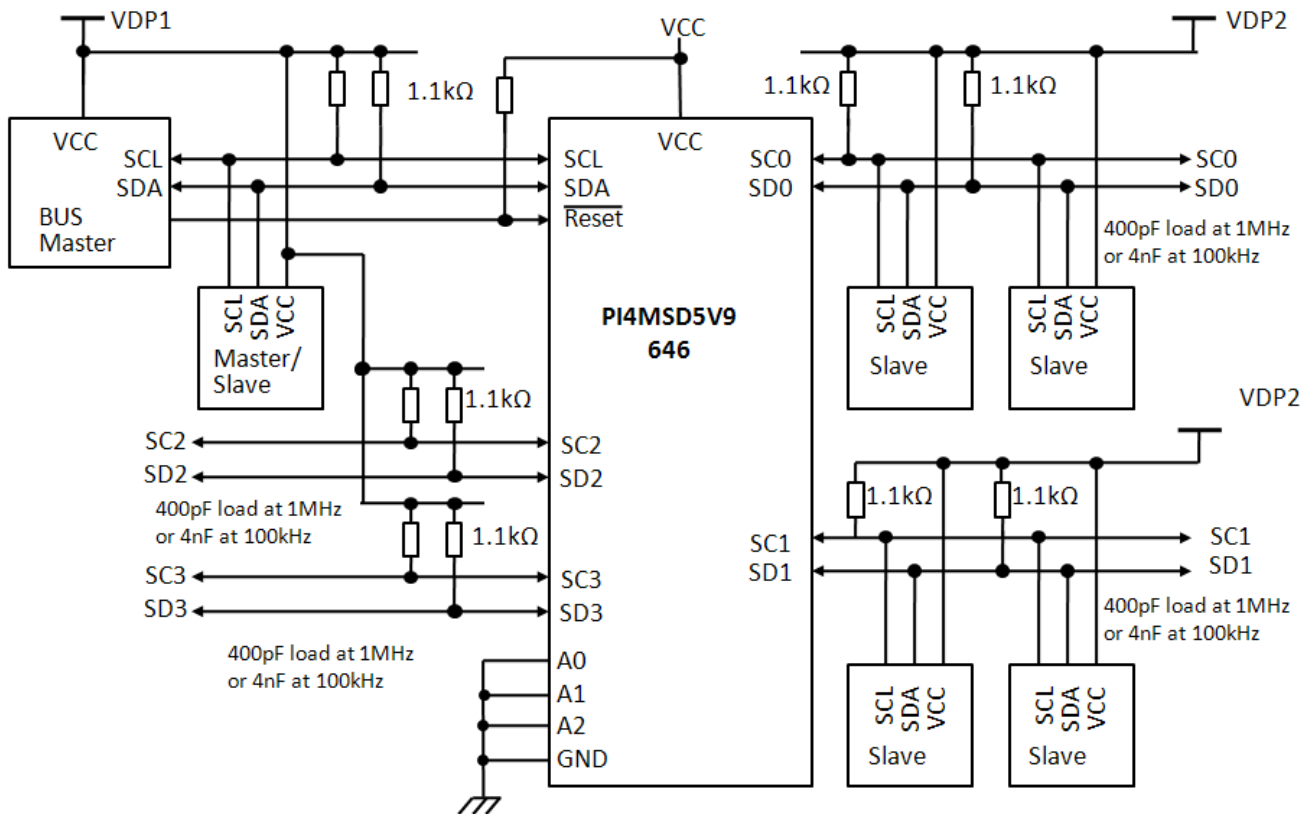 VDP1
VCC
VDP2
1.1kΩ
1.1kΩ
1.1kΩ
VCC
SCL
SDA
BUS
Master
VCC
SCL
SDA
Reset
SC0
SD0
SC0
SD0
400pF load at 1MHz
or 4nF at 100kHz
SCL
SDA
VCC
Master/
Slave
PI4MSD5V9
646
SCL
SDA
VCC
Slave
SCL
SDA
VCC
Slave
1.1kΩ
VDP2
SC2
SD2
SC2
SD2
400pF load at 1MHz
or 4nF at 100kHz
1.1kΩ
1.1kΩ
1.1kΩ
SC3
SD3
SC3
SD3
SC1
SD1
SC1
SD1
400pF load at 1MHz
or 4nF at 100kHz
400pF load at 1MHz
or 4nF at 100kHz
A0
A1
A2
GND
SCL
SDA
VCC
Slave
SCL
SDA
VCC
Slave